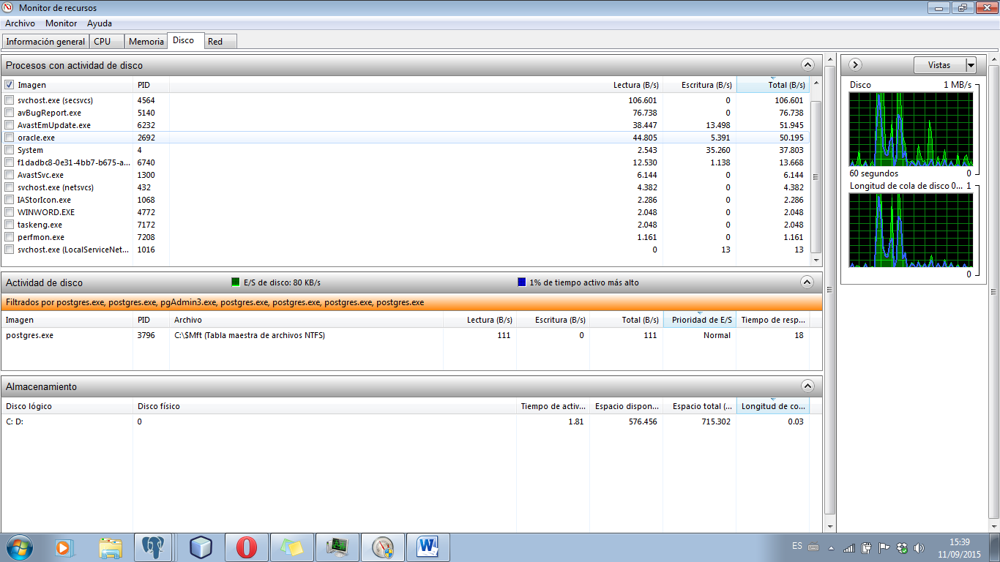 Monitor de recursos
Archivo Monitor Ayuda
Información general CPU Memoria Disco Red
Procesos con actividad de disco
Imagen PID Lectura (B/s) Escritura (B/s) Total (B/s)
svchost.exe (secsvcs) 4564 106.601 0 106.601
avBugReport.exe 5140 76.738 0 76.738
AvastEmUpdate.exe 6232 38.447 13.498 51.945
oracle.exe 2692 44.805 5.391 50.195
System 4 2.543 35.260 37.803
f1dadbc8-0e31-4bb7-b675-a... 6740 12.530 1.138 13.668
AvastSvc.exe 1300 6.144 0 6.144
svchost.exe (netsvcs) 432 4.382 0 4.382
IAStorIcon.exe 1068 2.286 0 2.286
WINWORD.EXE 4772 2.048 0 2.048
taskeng.exe 7172 2.048 0 2.048
perfmon.exe 7208 1.161 0 1.161
svchost.exe (LocalServiceNet... 1016 0 13 13
Actividad de disco E/S de disco: 80 KB/s 1% de tiempo activo más alto
Filtrados por postgres.exe, postgres.exe, pgAdmin3.exe, postgres.exe, postgres.exe, postgres.exe, postgres.exe
Imagen PID Archivo Lectura (B/s) Escritura (B/s) Total (B/s) Prioridad de E/S Tiempo de resp...
postgres.exe 3796 C:\$Mft (Tabla maestra de archivos NTFS) 111 0 111 Normal 18
Almacenamiento
Disco lógico Disco físico Tiempo de activ... Espacio dispon... Espacio total (... Longitud de co...
C: D: 0 1.81 576.456 715.302 0.03
Vistas
Disco 1 MB/s
60 segundos 0
Longitud de cola de disco 0... 1
0
ES
15:39
11/09/2015